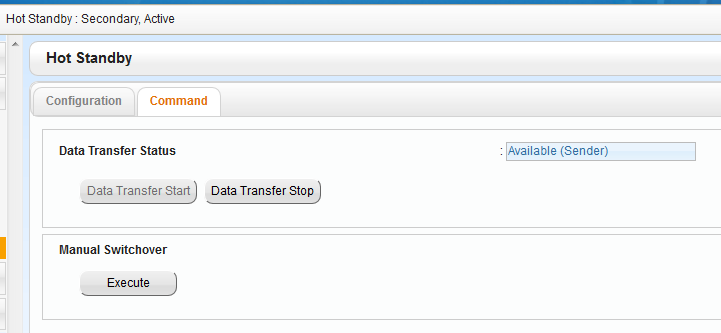 Hot Standby : Secondary, Active
Hot Standby
Configuration Command
Data Transfer Status : Available (Sender)
Data Transfer Start Data Transfer Stop
Manual Switchover
Execute